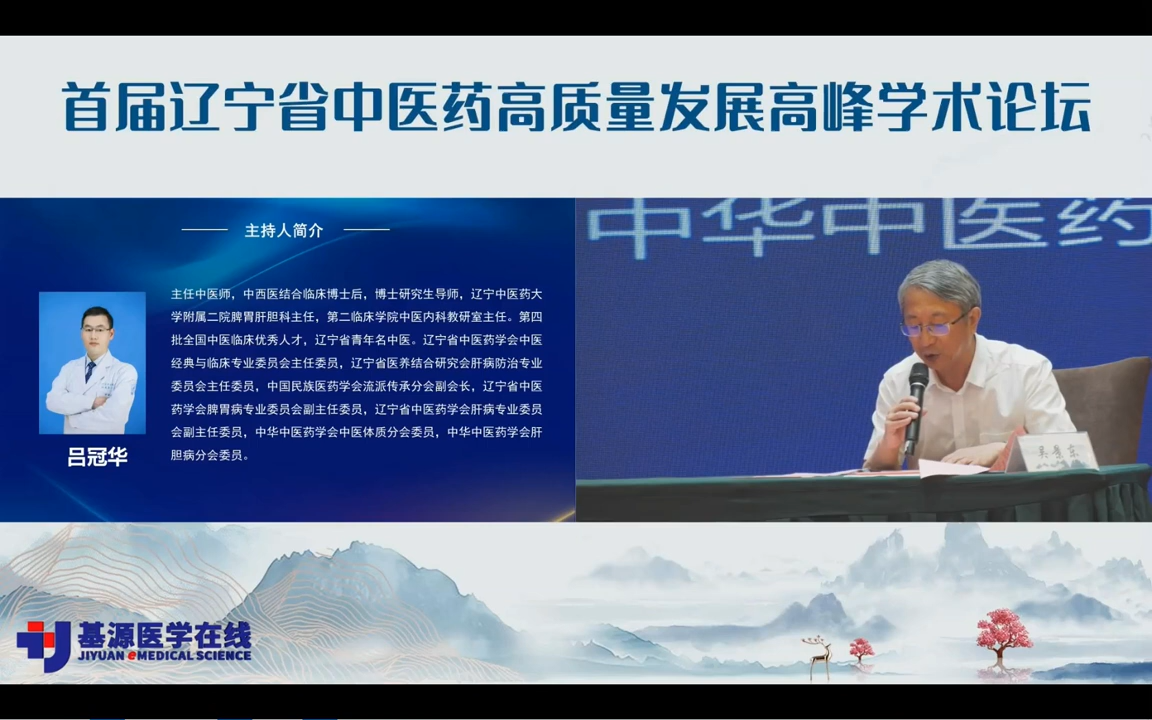 首届辽宁省中医药高质量发展高峰学术论坛
主持人简介
主任中医师，中西医结合临床博士后，博士研究生导师，辽宁中医药大
学附属二院脾胃肝胆科主任，第二临床学院中医内科教研室主任。第四
批全国中医临床优秀人才，辽宁省青年名中医。辽宁省中医药学会中医
经典与临床专业委员会主任委员，辽宁省医养结合研究会肝病防治专业
委员会主任委员，中国民族医药学会流派传承分会副会长，辽宁省中医
药学会脾胃病专业委员会副主任委员，辽宁省中医药学会肝病专业委员
会副主任委员，中华中医药学会中医体质分会委员，中华中医药学会肝
胆病分会委员。
吕冠华
中华中医药
基源医学在线
JIYUAN eMEDICAL SCIENCE